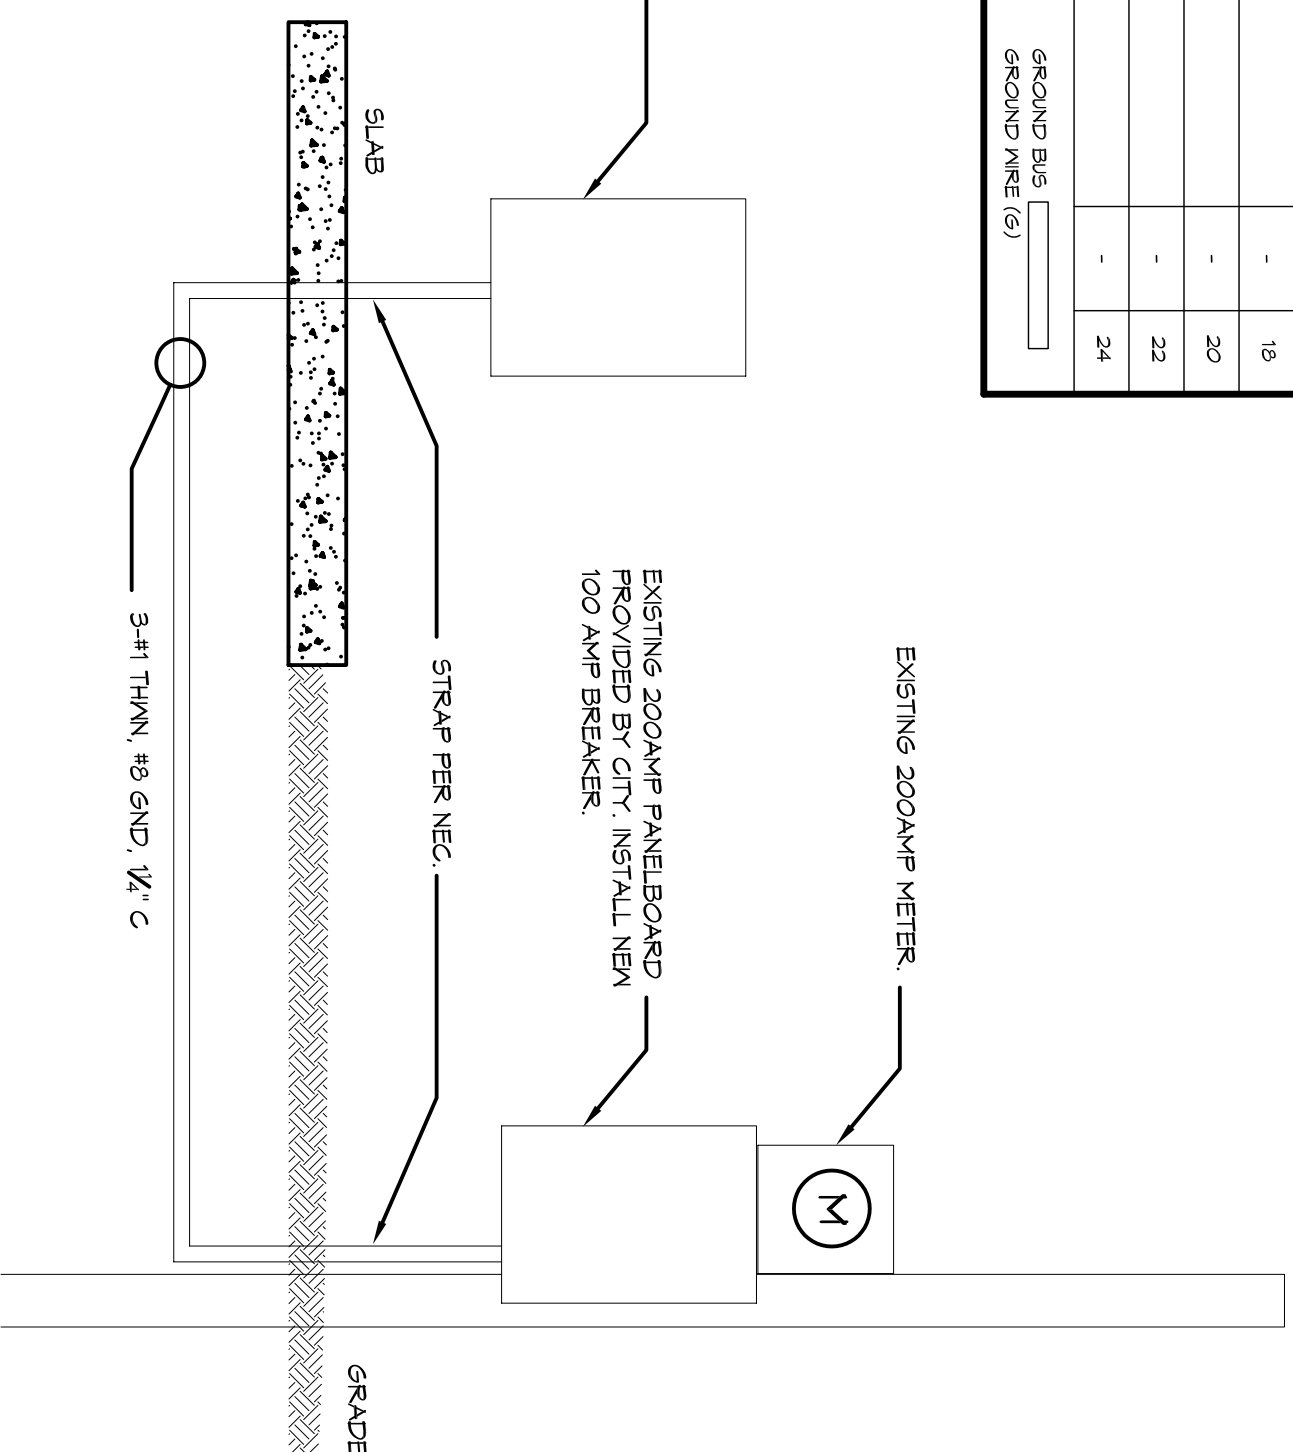 18
20
22
24
-
-
-
-
GROUND BUS
GROUND WIRE (G)
EXISTING 200AMP METER.
M
EXISTING 200AMP PANELBOARD
PROVIDED BY CITY. INSTALL NEW
100 AMP BREAKER.
STRAP PER NEC.
SLAB
GRADE
3-#1 THWN, #8 GND, 1¼" C